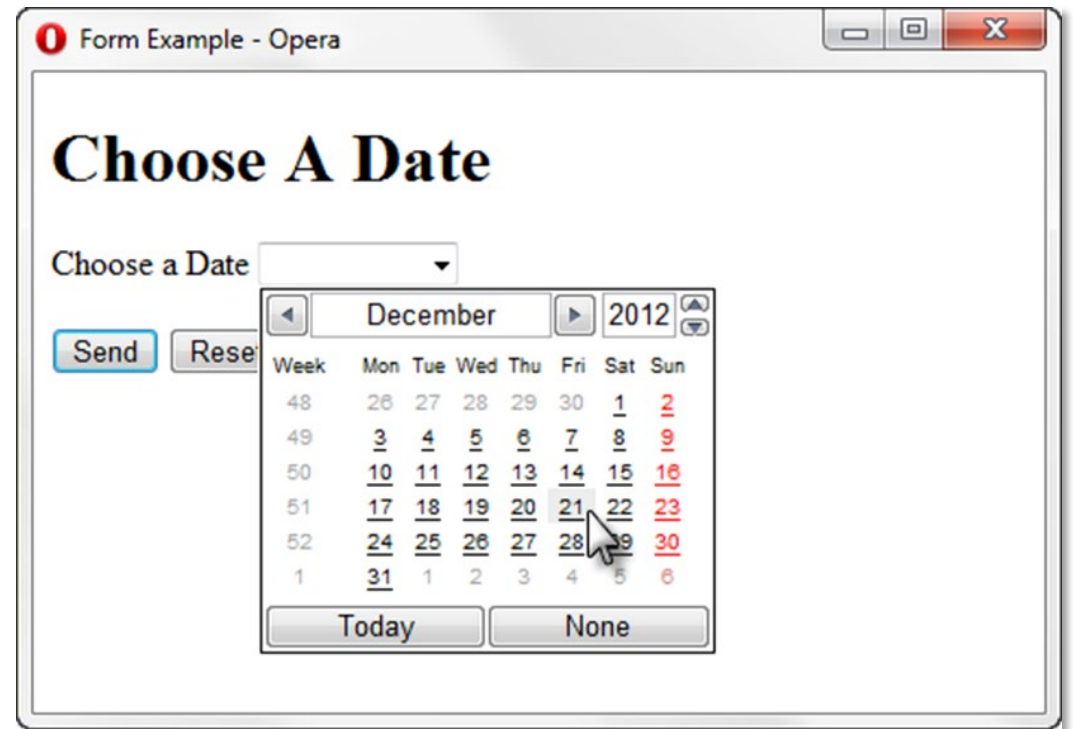 Form Example - Opera
Choose A Date
Choose a Date
December 2012
Send Rese
Week Mon Tue Wed Thu Fri Sat Sun
48 26 27 28 29 30 1 2
49 3 4 5 6 7 8 9
50 10 11 12 13 14 15 16
51 17 18 19 20 21 22 23
52 24 25 26 27 28 29 30
1 31 1 2 3 4 5 6
Today None